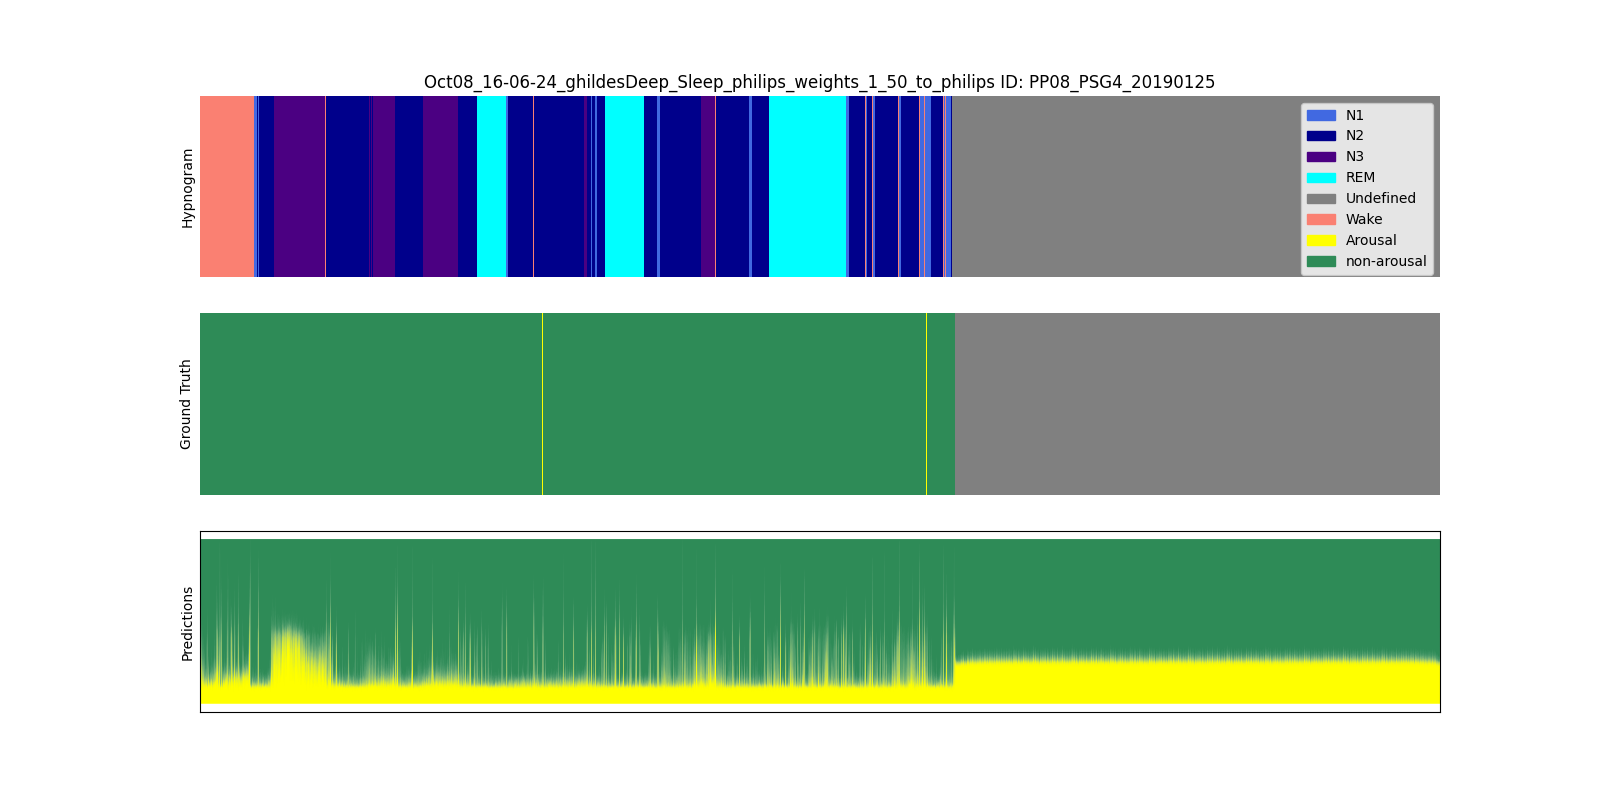 Oct08_16-06-24_ghildesDeep_Sleep_philips_weights_1_50_to_philips ID: PP08_PSG4_20190125
Hypnogram
N1
N2
N3
REM
Undefined
Wake
Arousal
non-arousal
Ground Truth
Predictions